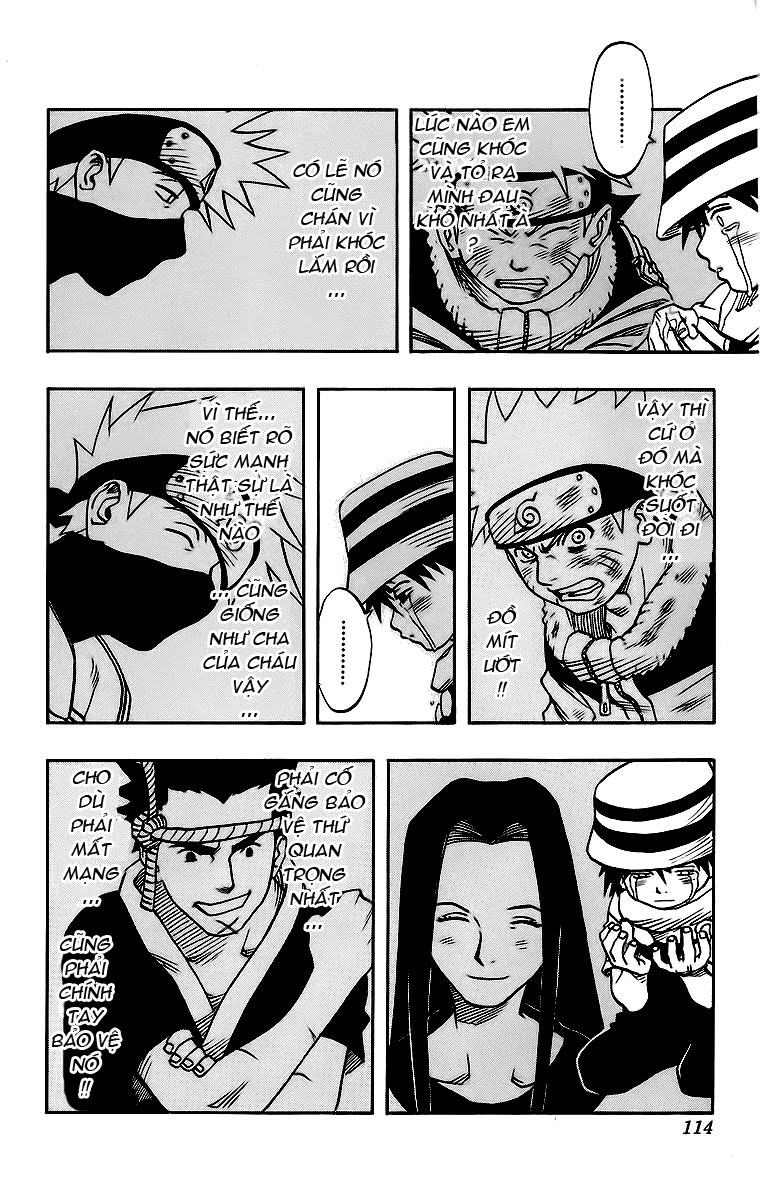 ..........
LÚC NÀO EM
CŨNG KHÓC
VÀ TỎ RA
MÌNH ĐAU
KHỔ NHẤT À
?
CÓ LẼ NÓ
CŨNG
CHÁN VÌ
PHẢI KHÓC
LẮM RỒI
...
VẬY THÌ
CỨ Ở
ĐÓ MÀ
KHÓC
SUỐT
ĐỜI ĐI
...
ĐỒ
MÍT
ƯỚT
!!
..........
VÌ THẾ...
NÓ BIẾT RÕ
SỨC MẠNH
THẬT SỰ LÀ
NHƯ THẾ
NÀO
... CŨNG
GIỐNG
NHƯ CHA
CỦA CHÁU
VẬY
...
PHẢI CỐ
GẮNG BẢO
VỆ THỨ
QUAN
TRỌNG
NHẤT
...
CHO
DÙ
PHẢI
MẤT
MẠNG
...
CŨNG
PHẢI
CHÍNH
TAY
BẢO VỆ
NÓ
!!
114